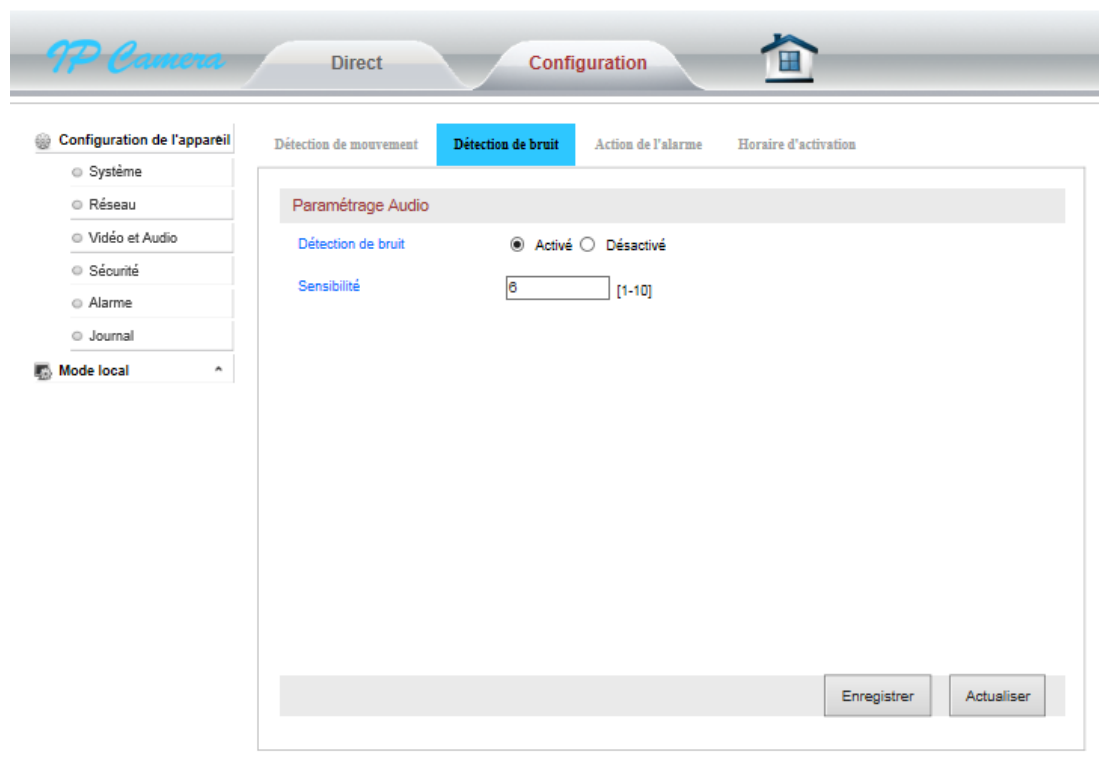 IP Camera
Direct
Configuration
Configuration de l'appareil
Système
Réseau
Vidéo et Audio
Sécurité
Alarme
Journal
Mode local
Détection de mouvement
Détection de bruit
Action de l'alarme
Horaire d'activation
Paramétrage Audio
Détection de bruit
Activé
Désactivé
Sensibilité
6
[1-10]
Enregistrer
Actualiser